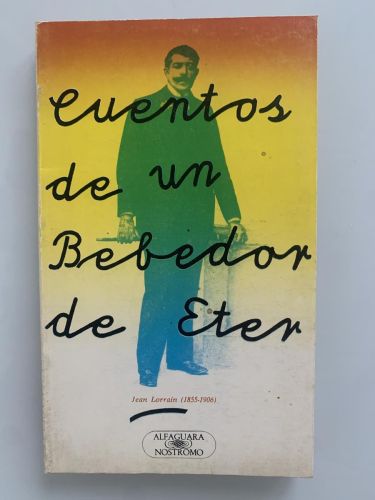 Cuentos
de un
Bebedor
de Eter
Jean Lorrain (1855-1906)
ALFAGUARA
NOSTROMO